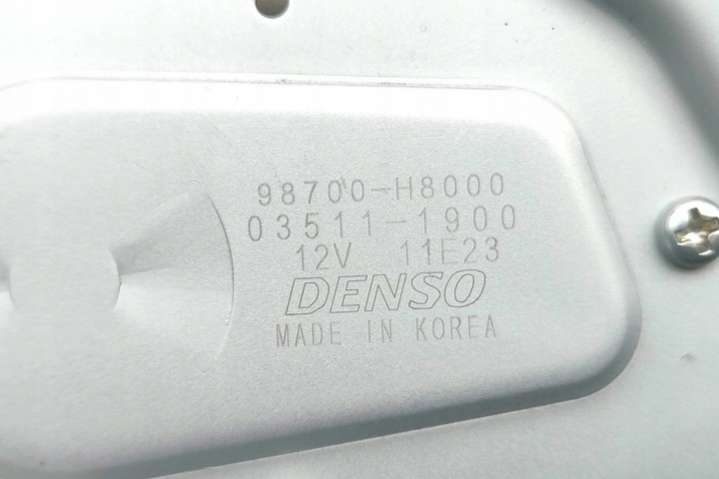 98700-H8000
03511-1900
12V 11E23
DENSO
MADE IN KOREA